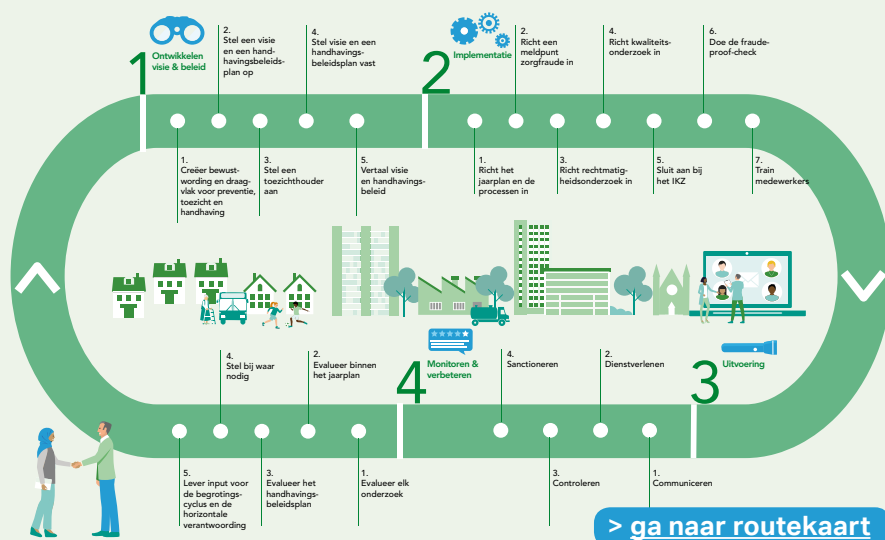 1
Ontwikkelen
visie & beleid
2.
Stel een visie
en een hand-
havingsbeleids-
plan op
4.
Stel visie en een
handhavings-
beleidsplan vast
1.
Creëer bewust-
wording en draag-
vlak voor preventie,
toezicht en
handhaving
3.
Stel een
toezichthouder
aan
5.
Vertaal visie
en handhavings-
beleid
2
Implementatie
2.
Richt een
meldpunt
zorgfraude in
4.
Richt kwaliteits-
onderzoek in
6.
Doe de fraude-
proof-check
1.
Richt het
jaarplan en de
processen in
3.
Richt rechtmatig-
heidsonderzoek in
5.
Sluit aan bij
het IKZ
7.
Train
medewerkers
3
Uitvoering
2.
Dienstverlenen
4.
Sanctioneren
1.
Communiceren
3.
Controleren
4
Monitoren &
verbeteren
2.
Evalueer binnen
het jaarplan
4.
Stel bij waar
nodig
1.
Evalueer elk
onderzoek
3.
Evalueer het
handhavings-
beleidsplan
5.
Lever input voor
de begrotings-
cyclus en de
horizontale
verantwoording
> ga naar routekaart